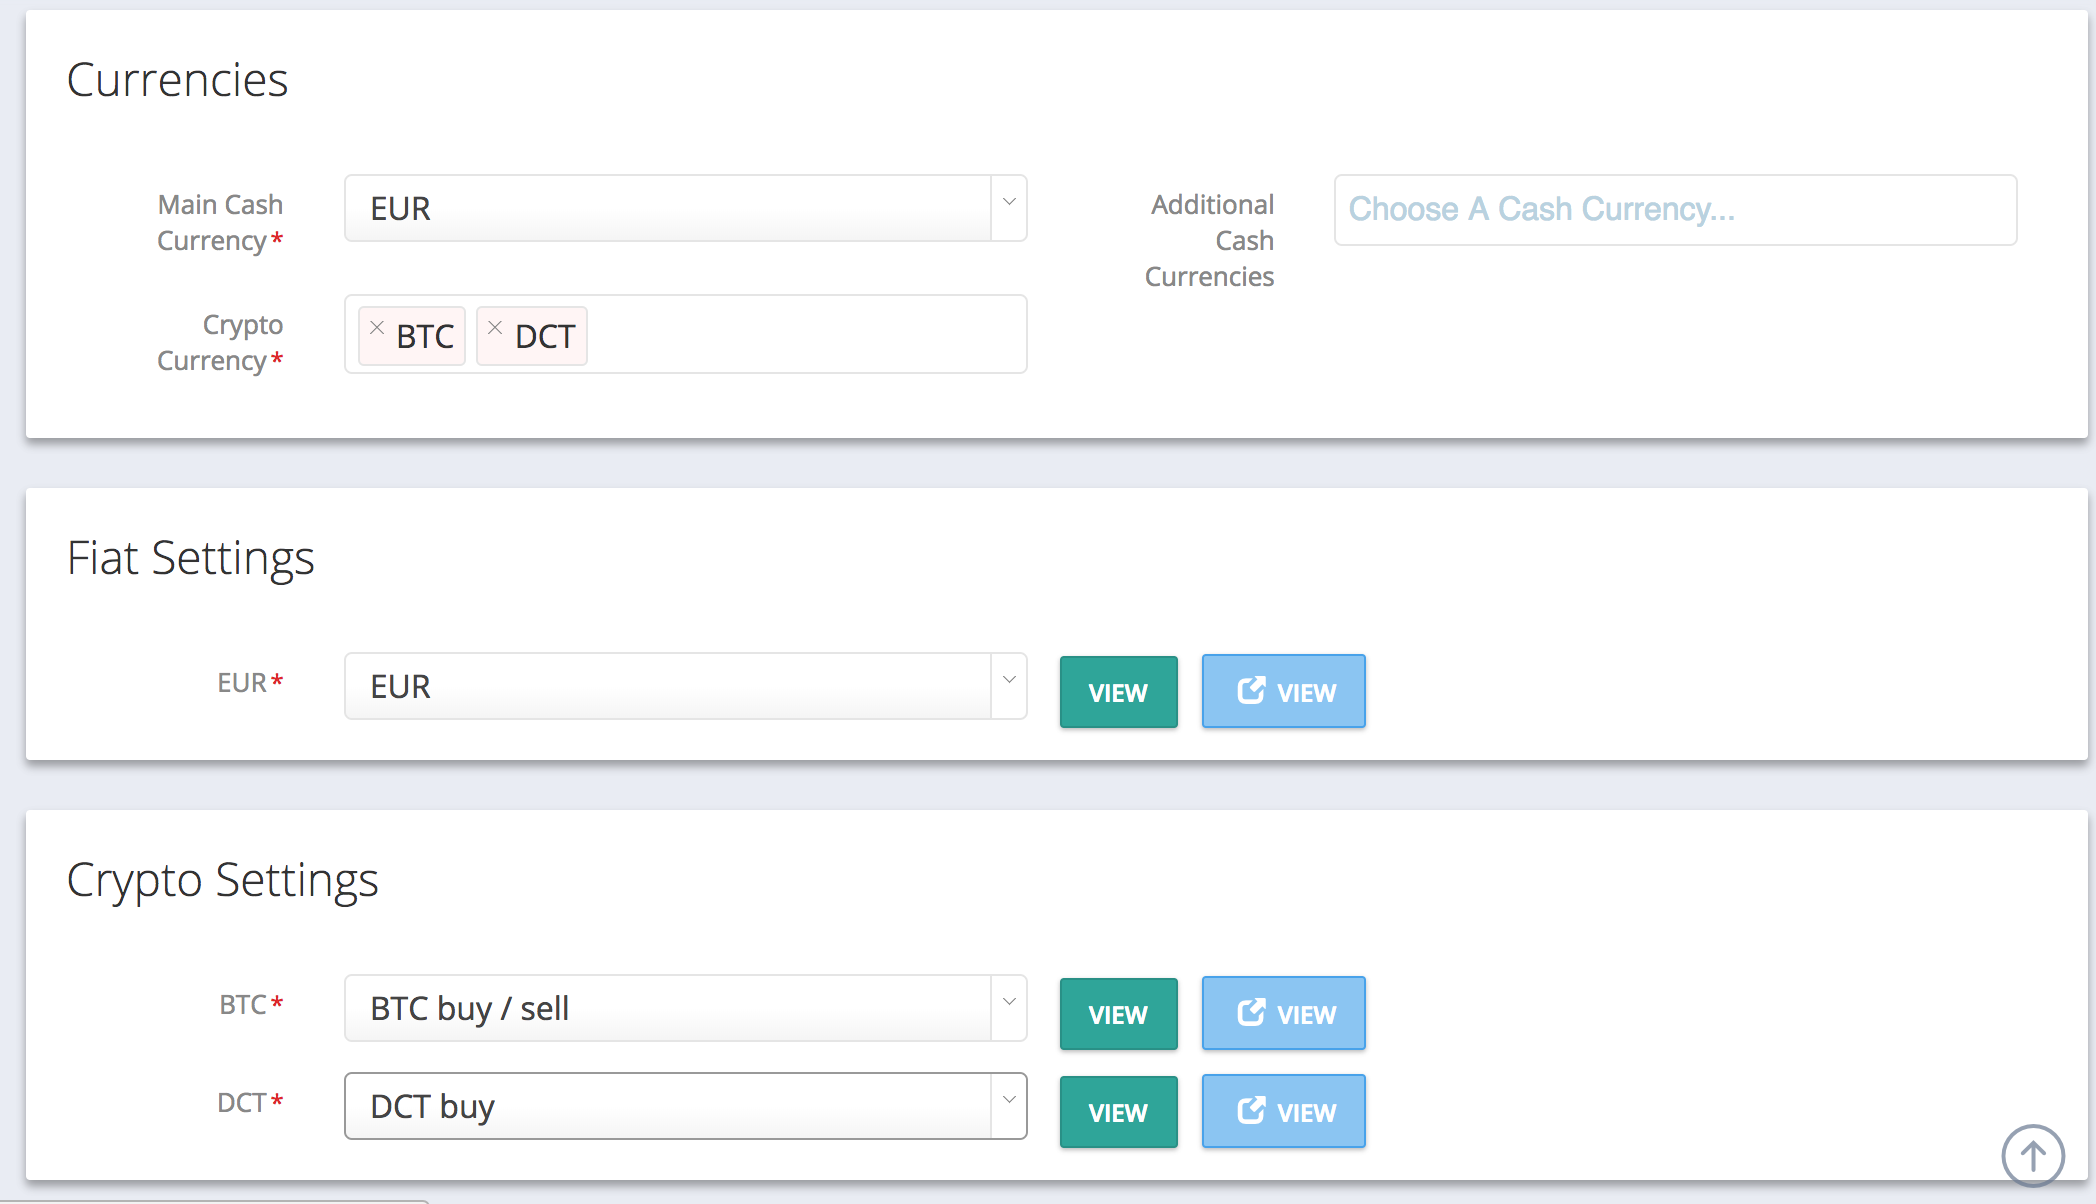 Currencies
Main Cash
Currency*
EUR
Additional
Cash
Currencies
Choose A Cash Currency...
Crypto
Currency*
× BTC × DCT
Fiat Settings
EUR* EUR VIEW VIEW
Crypto Settings
BTC* BTC buy / sell VIEW VIEW
DCT* DCT buy VIEW VIEW